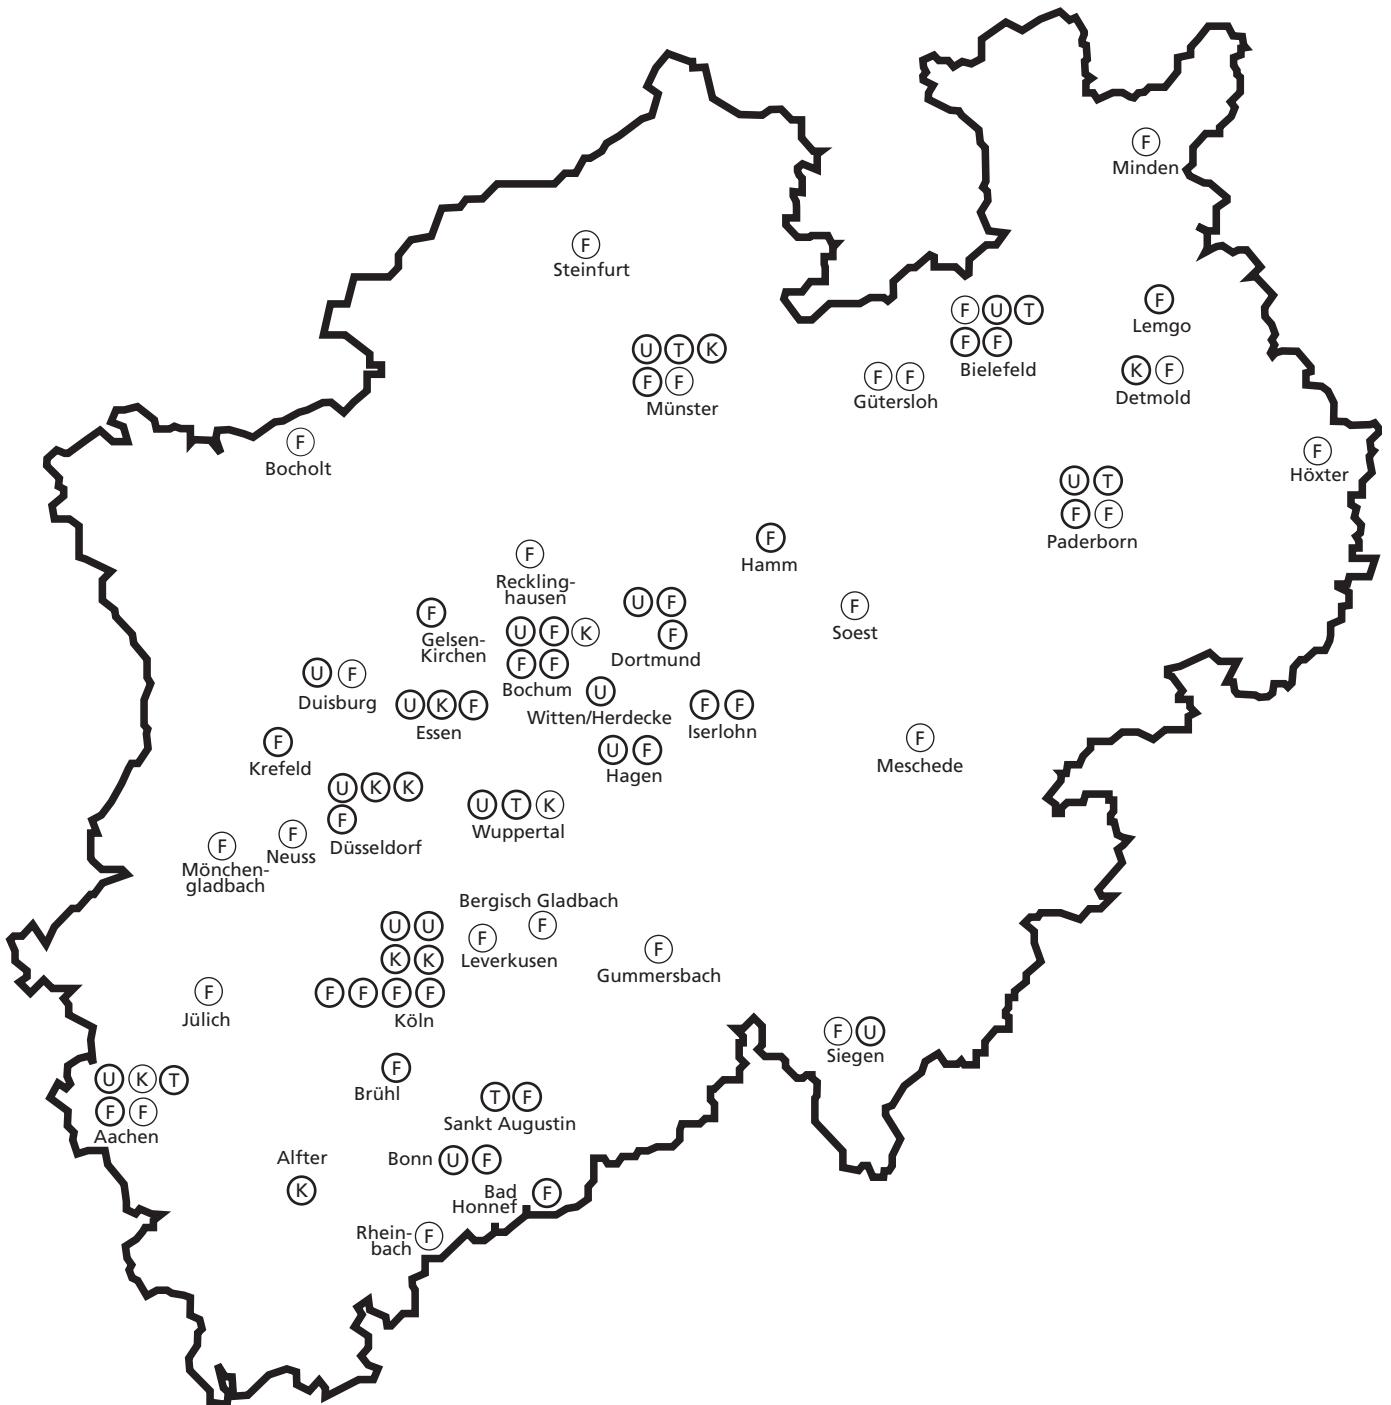 F
Minden
F
Steinfurt
F
Lemgo
F U T
F F
Bielefeld
U T K
F F
Münster
F F
Gütersloh
K F
Detmold
F
Bocholt
F
Höxter
U T
F F
Paderborn
F
Hamm
F
Reckling-
hausen
F
Gelsen-
Kirchen
U F K
F F
Bochum
U F
F
Dortmund
F
Soest
U F
Duisburg
U K F
Essen
U
Witten/Herdecke
F F
Iserlohn
U F
Hagen
F
Meschede
F
Krefeld
U K K
F
Düsseldorf
U T K
Wuppertal
F
Neuss
F
Mönchen-
gladbach
Bergisch Gladbach
F
F
Leverkusen
U U
K K
F F F F
Köln
F
Gummersbach
F
Jülich
F U
Siegen
U K T
F F
Aachen
F
Brühl
T F
Sankt Augustin
Alfter
K
Bonn U F
Bad
Honnef
F
Rhein-
bach
F